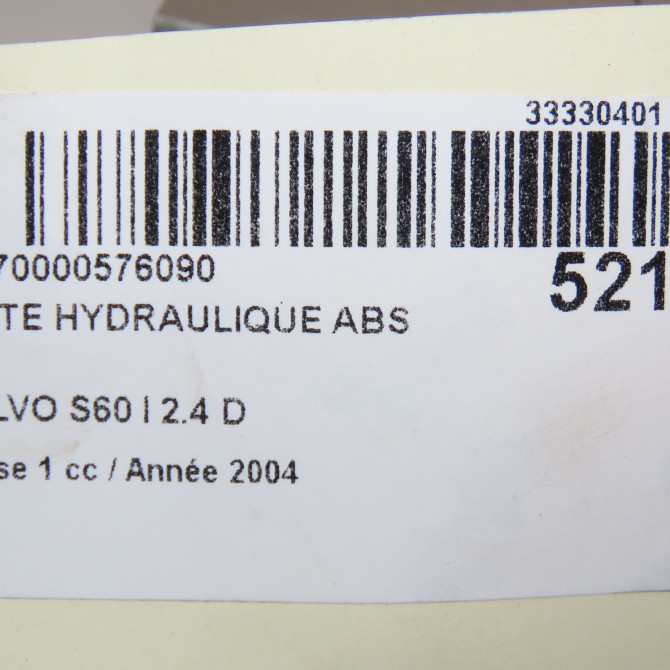 33330401
70000576090
521
TE HYDRAULIQUE ABS
LVO S60 I 2.4 D
se 1 cc / Année 2004